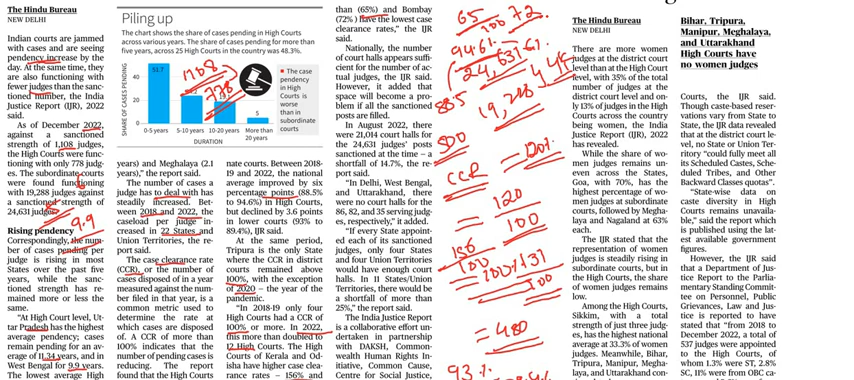 The Hindu Bureau
NEW DELHI
Indian courts are jammed
with cases and are seeing
pendency increase by the
day. At the same time, they
are also functioning with
fewer judges than the sanc-
tioned number, the India
Justice Report (IJR), 2022
said.
As of December 2022,
against a sanctioned
strength of 1,108 judges,
the High Courts were func-
tioning with only 778 judg-
es. The subordinate courts
were found functioning
with 19,288 judges against
a sanctioned strength of
24,631 judges.
9.9
Rising pendency
Correspondingly, the num-
ber of cases pending per
judge is rising in most
States over the past five
years, while the sanc-
tioned strength has re-
mained more or less the
same.
"At High Court level, Ut-
tar Pradesh has the highest
average pendency; cases
remain pending for an av-
erage of 11.34 years, and in
West Bengal for 9.9 years.
The lowest average High
Piling up
The chart shows the share of cases pending in High Courts
across various years. The share of cases pending for more than
five years, across 25 High Courts in the country was 48.3%.
SHARE OF CASES PENDING
40
20
0
51.7
5
1108
778
0-5 years
5-10 years
10-20 years
More than
20 years
DURATION
The case
pendency
in High
Courts is
worse
than in
subordinate
courts
years) and Meghalaya (2.1
years)," the report said.
The number of cases a
judge has to deal with has
steadily increased. Bet-
ween 2018 and 2022, the
caseload per judge in-
creased in 22 States and
Union Territories, the re-
port said.
The case clearance rate
(CCR), or the number of
cases disposed of in a year
measured against the num-
ber filed in that year, is a
common metric used to
determine the rate at
which cases are disposed
of. A CCR of more than
100% indicates that the
number of pending cases is
reducing. The report
found that the High Courts
nate courts. Between 2018-
19 and 2022, the national
average improved by six
percentage points (88.5%
to 94.6%) in High Courts,
but declined by 3.6 points
in lower courts (93% to
89.4%), IJR said.
At the same period,
Tripura is the only State
where the CCR in district
courts remained above
100%, with the exception
of 2020 – the year of the
pandemic.
"In 2018-19 only four
High Courts had a CCR of
100% or more. In 2022,
this more than doubled to
12 High Courts. The High
Courts of Kerala and Od-
isha have higher case clea-
rance rates – 156% and
than (65%) and Bombay
(72%) have the lowest case
clearance rates," the IJR
said.
Nationally, the number
of court halls appears suffi-
cient for the number of ac-
tual judges, the IJR said.
However, it added that
space will become a pro-
blem if all the sanctioned
posts are filled.
In August 2022, there
were 21,014 court halls for
the 24,631 judges' posts
sanctioned at the time – a
shortfall of 14.7%, the re-
port said.
"In Delhi, West Bengal,
and Uttarakhand, there
were no court halls for the
86, 82, and 35 serving judg-
es, respectively," it added.
"If every State appoint-
ed each of its sanctioned
judges, only four States
and four Union Territories
would have enough court
halls. In 11 States/Union
Territories, there would be
a shortfall of more than
25%," the report said.
The India Justice Report
is a collaborative effort un-
dertaken in partnership
with DAKSH, Common-
wealth Human Rights In-
itiative, Common Cause,
Centre for Social Justice,
65
100
72%
94.6%
24,631
88.5
19,288
CCR
= 120%
= 120
100
156
100
= 480
93%
The Hindu Bureau
NEW DELHI
There are more women
judges at the district court
level than at the High Court
level, with 35% of the total
number of judges at the
district court level and on-
ly 13% of judges in the High
Courts across the country
being women, the India
Justice Report (IJR), 2022
has revealed.
While the share of wo-
men judges remains un-
even across the States,
Goa, with 70%, has the
highest percentage of wo-
men judges at subordinate
courts, followed by Megha-
laya and Nagaland at 63%
each.
The IJR stated that the
representation of women
judges is steadily rising in
subordinate courts, but in
the High Courts, the share
of women judges remains
low.
Among the High Courts,
Sikkim, with a total
strength of just three judg-
es, has the highest national
average at 33.3% of women
judges. Meanwhile, Bihar,
Tripura, Manipur, Megha-
laya, and Uttarakhand con-
Bihar, Tripura,
Manipur, Meghalaya,
and Uttarakhand
High Courts have
no women judges
Courts, the IJR said.
Though caste-based reser-
vations vary from State to
State, the IJR data revealed
that at the district court le-
vel, no State or Union Ter-
ritory "could fully meet all
its Scheduled Castes, Sche-
duled Tribes, and Other
Backward Classes quotas".
"State-wise data on
caste diversity in High
Courts remains unavaila-
ble," said the report which
is published using the lat-
est available government
figures.
However, the IJR said
that a Department of Jus-
tice Report to the Parlia-
mentary Standing Commit-
tee on Personnel, Public
Grievances, Law and Jus-
tice is reported to have
stated that "from 2018 to
December 2022, a total of
537 judges were appointed
to the High Courts, of
whom 1.3% were ST, 2.8%
SC, 11% were from OBC ca-